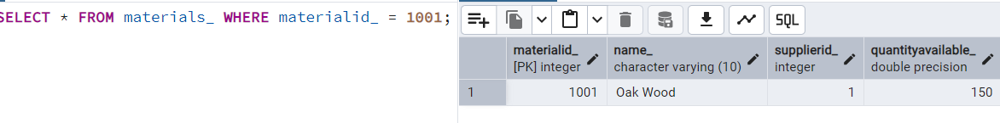 SELECT * FROM materials_ WHERE materialid_ = 1001;
SQL
materialid_ name_ supplierid_ quantityavailable_
[PK] integer character varying (10) integer double precision
1 1001 Oak Wood 1 150